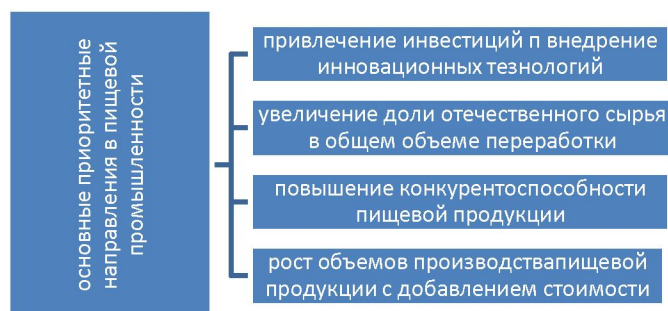 основные приоритетные
направления в пищевой
промышленности
привлечение инвестиций п внедрение
инновационных тезнологий
увеличение доли отечественного сырья
в общем объеме переработки
повышение конкурентоспособности
пищевой продукции
рост объемов производствапищевой
продукции с добавлением стоимости